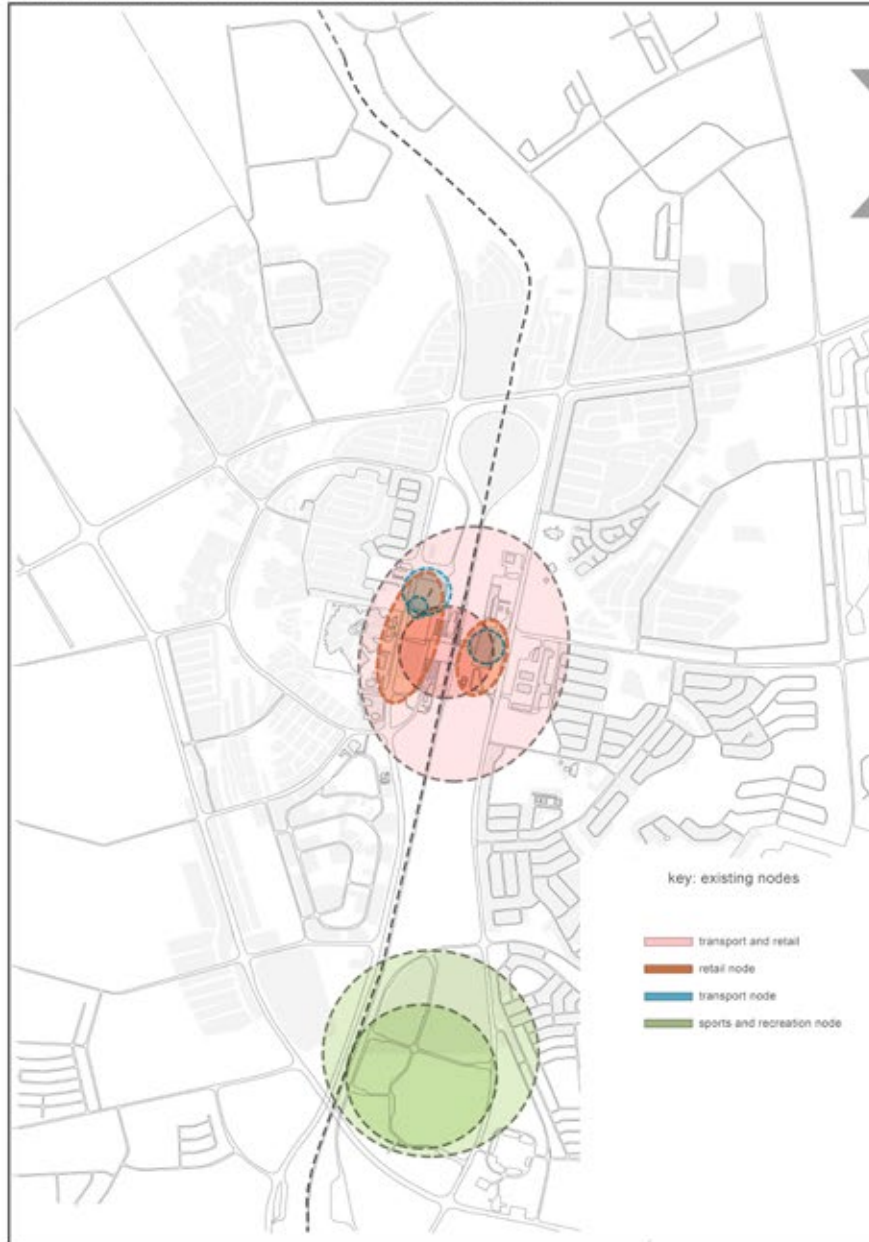 key: existing nodes
transport and retail
retail node
transport node
sports and recreation node